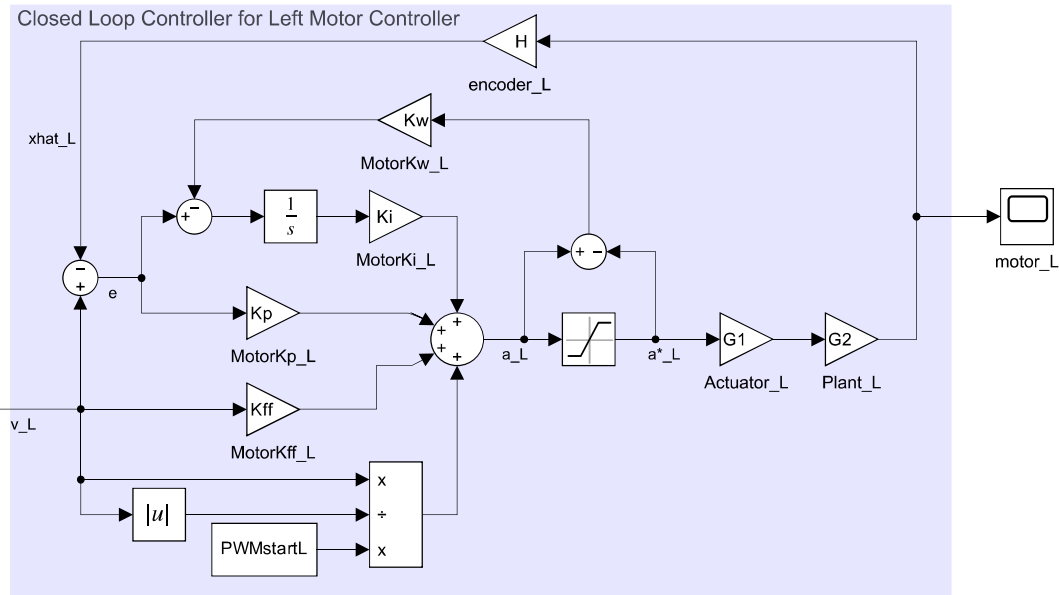 Closed Loop Controller for Left Motor Controller
H
encoder_L
Kw
xhat_L
MotorKw_L
−
+
1
s
Ki
−
+
MotorKi_L
+ −
motor_L
e
Kp
+
+
+
+
MotorKp_L
a_L
a*_L
G1
G2
Actuator_L
Plant_L
Kff
v_L
MotorKff_L
x
|u|
÷
PWMstartL
x